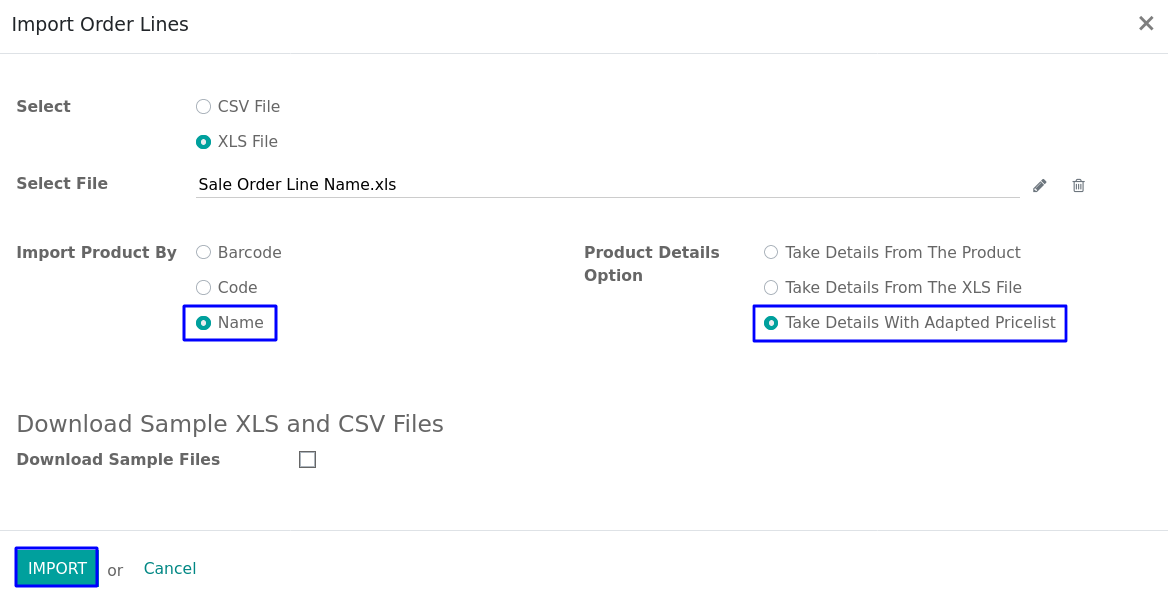 Import Order Lines
Select
CSV File
XLS File
Select File
Sale Order Line Name.xls
Import Product By
Barcode
Code
Name
Product Details
Option
Take Details From The Product
Take Details From The XLS File
Take Details With Adapted Pricelist
Download Sample XLS and CSV Files
Download Sample Files
IMPORT or Cancel